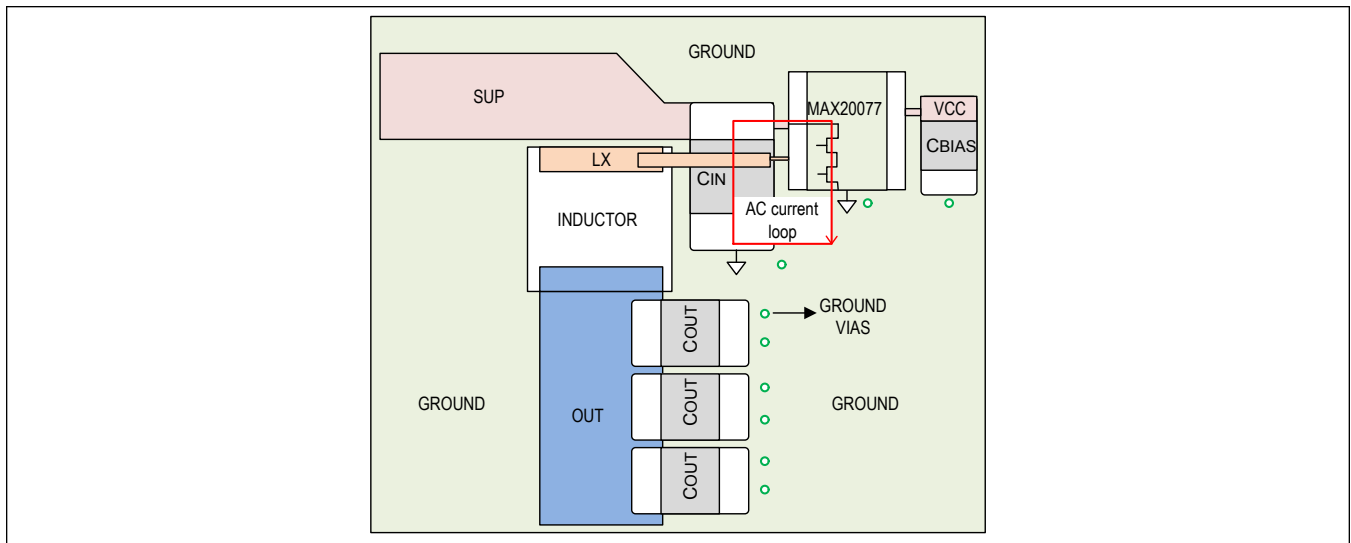 GROUND
SUP
MAX20077
VCC
CBIAS
LX
CIN
AC current
loop
INDUCTOR
COUT
GROUND
VIAS
COUT
GROUND
OUT
GROUND
COUT